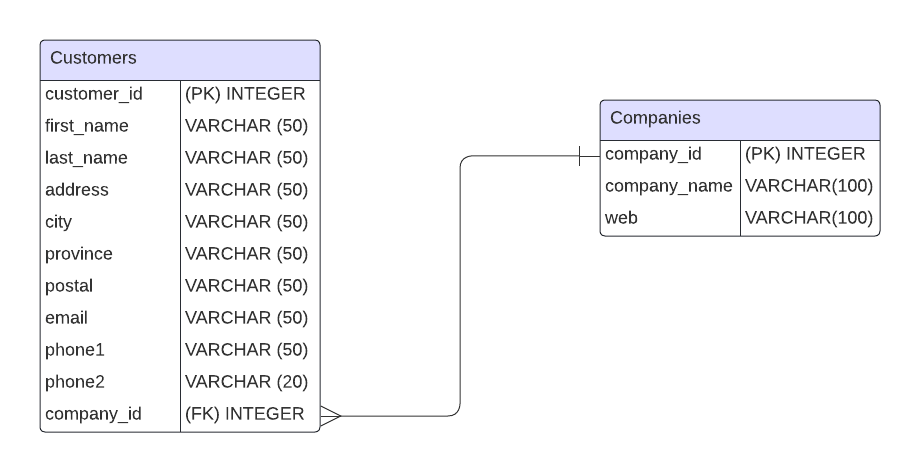 Customers
customer_id (PK) INTEGER
first_name VARCHAR (50)
last_name VARCHAR (50)
address VARCHAR (50)
city VARCHAR (50)
province VARCHAR (50)
postal VARCHAR (50)
email VARCHAR (50)
phone1 VARCHAR (50)
phone2 VARCHAR (20)
company_id (FK) INTEGER
Companies
company_id (PK) INTEGER
company_name VARCHAR(100)
web VARCHAR(100)